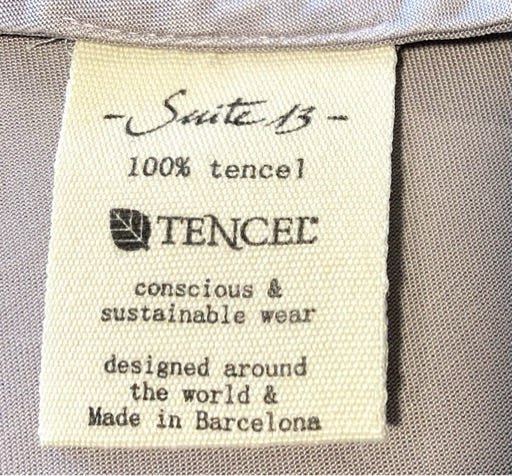 - Suite 13 -
100% tencel
TENCEL
conscious &
sustainable wear
designed around
the world &
Made in Barcelona